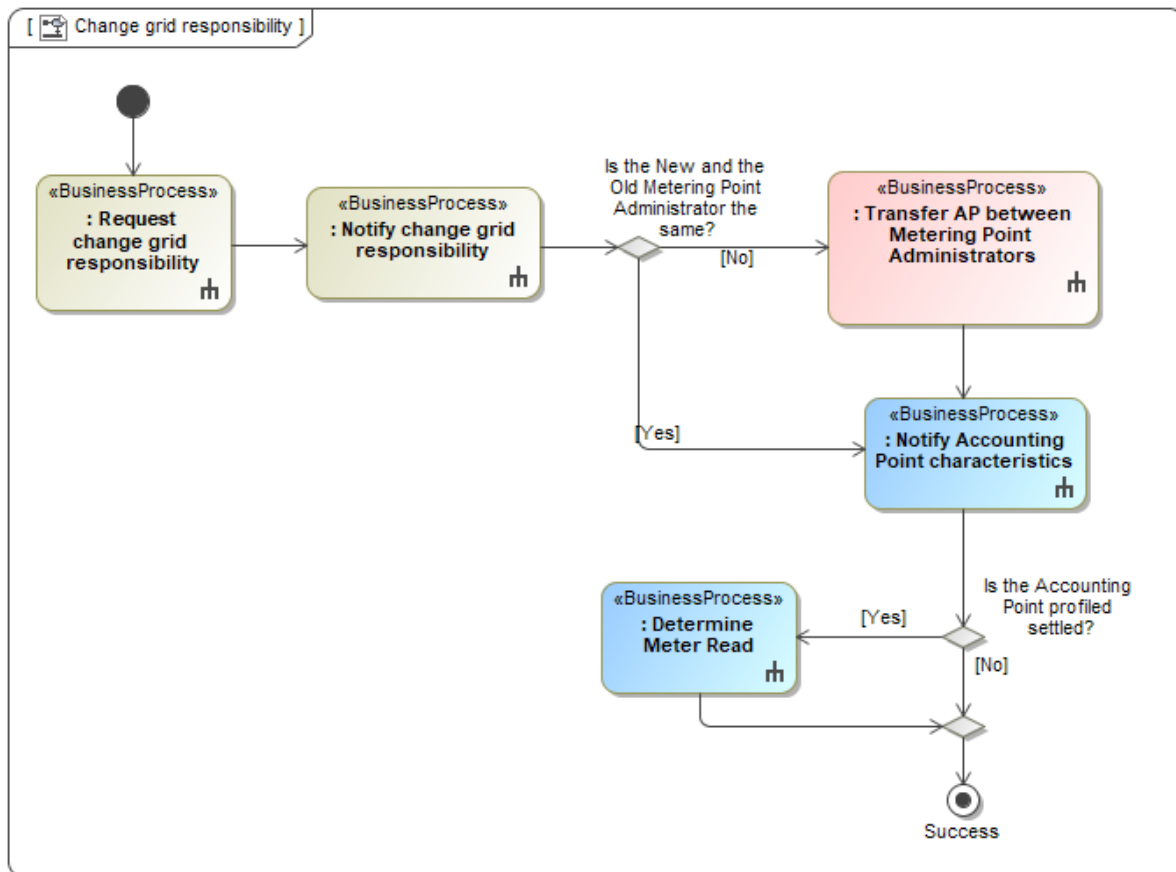 [ Change grid responsibility ]
«BusinessProcess»
: Request
change grid
responsibility
«BusinessProcess»
: Notify change grid
responsibility
Is the New and the
Old Metering Point
Administrator the
same?
[No]
[Yes]
«BusinessProcess»
: Transfer AP between
Metering Point
Administrators
«BusinessProcess»
: Notify Accounting
Point characteristics
Is the Accounting
Point profiled
settled?
[Yes]
[No]
«BusinessProcess»
: Determine
Meter Read
Success